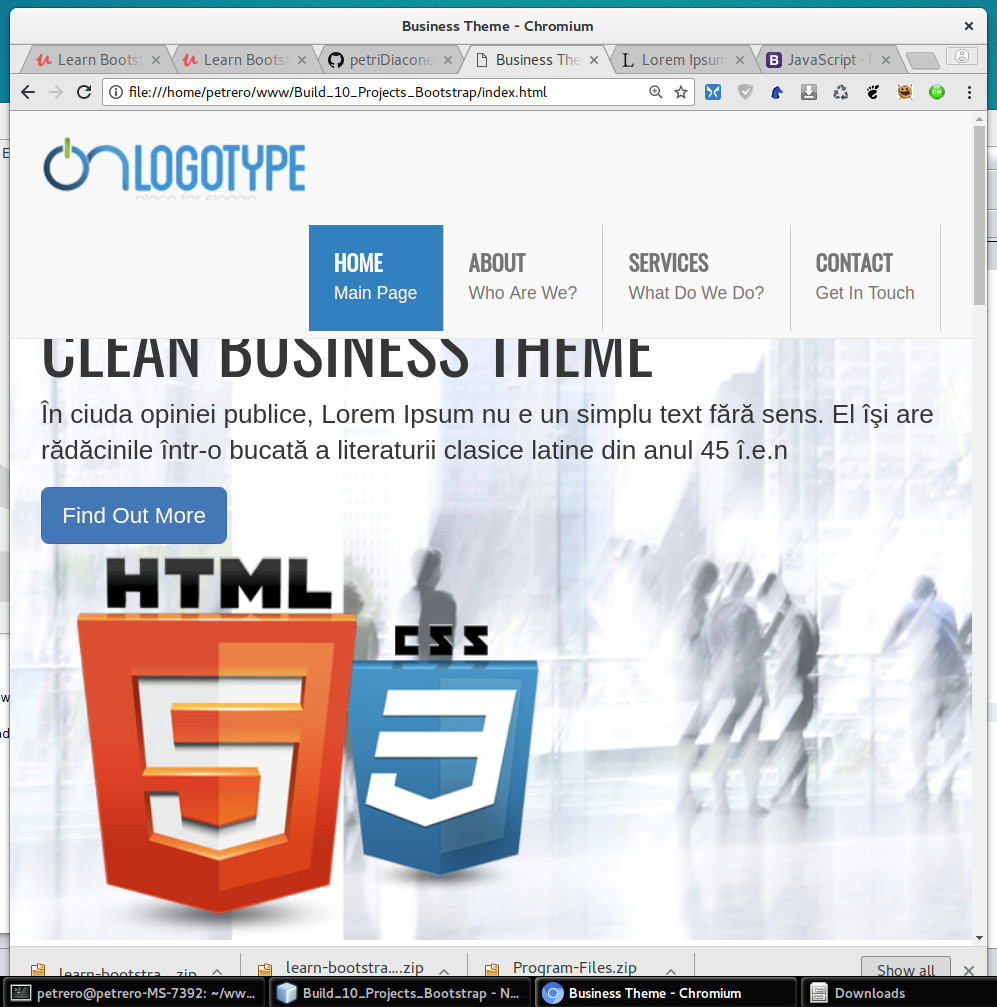 Business Theme - Chromium
Learn Boots
Learn Boots
petriDiacone
Business The
Lorem Ipsum
JavaScript ·
file:///home/petrero/www/Build_10_Projects_Bootstrap/index.html
ON
LOGOTYPE
place for slogan
HOME
ABOUT
SERVICES
CONTACT
Main Page
Who Are We?
What Do We Do?
Get In Touch
CLEAN BUSINESS THEME
În ciuda opiniei publice, Lorem Ipsum nu e un simplu text fără sens. El îşi are
rădăcinile într-o bucată a literaturii clasice latine din anul 45 î.e.n
Find Out More
HTML
CSS
5
3
learn-bootstra....zip
learn-bootstra....zip
Program-Files.zip
Show all
petrero@petrero-MS-7392: ~/ww...
Build_10_Projects_Bootstrap - N...
Business Theme - Chromium
Downloads